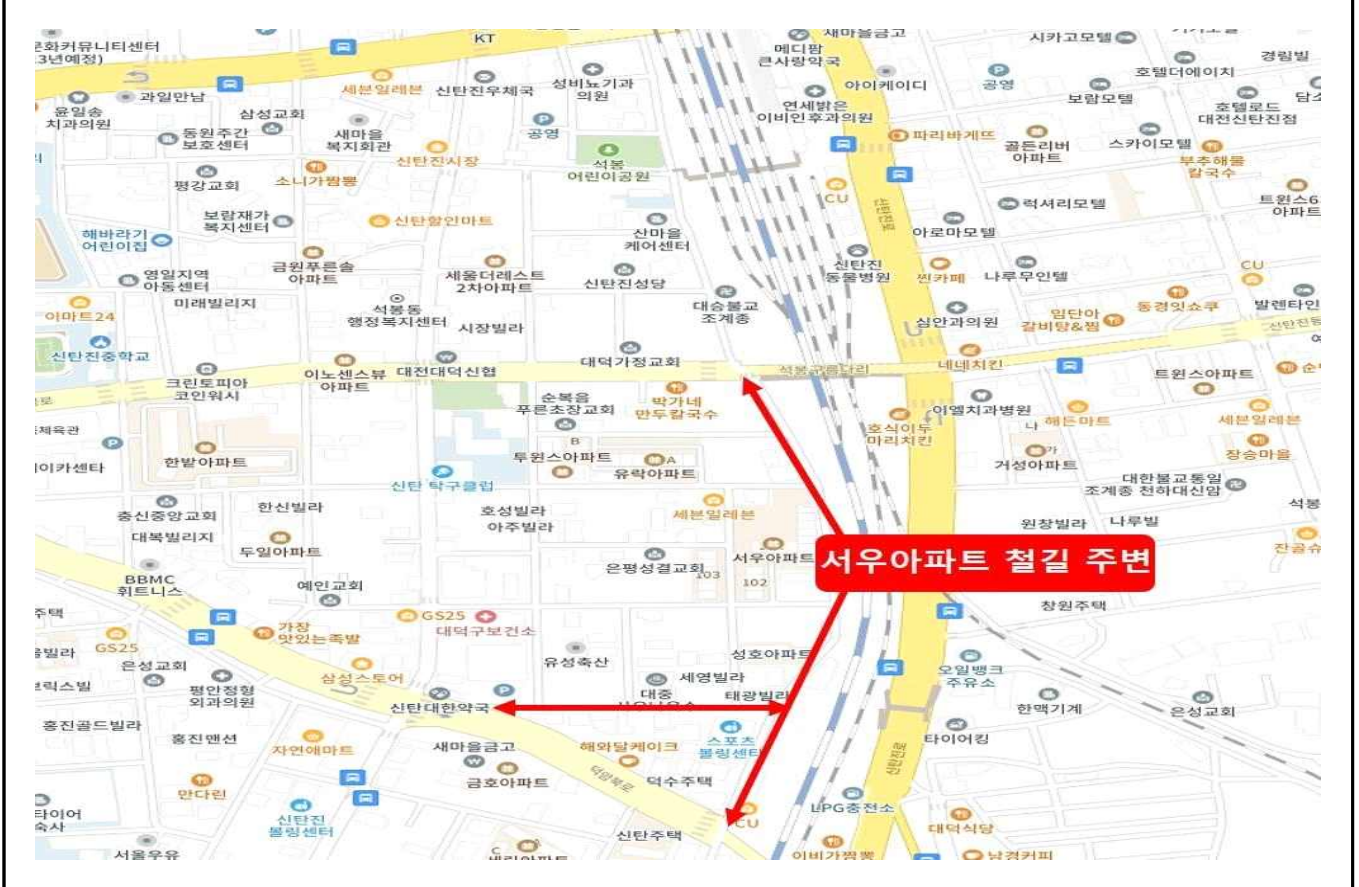 KT
새마을금고
문화커뮤니티센터
3년예정)
메디팜
큰사랑약국
시카고모텔
경림빌
호텔더에이치
아이케이디
공영
세븐일레븐
신탄진우체국
성비뇨기과
의원
과일만남
윤일송
치과의원
삼성교회
연세밝은
이비인후과의원
보람모텔
호텔로드
대전신탄진점
동원주간
보호센터
새마을
복지회관
공영
파리바게뜨
골든리버
아파트
스카이모텔
부추해물
칼국수
신탄진시장
석봉
어린이공원
평강교회
소니가짬뽕
CU
신탄진로
럭셔리모텔
트윈스6
아파트
보람재가
복지센터
신탄할인마트
산마을
케어센터
아로마모텔
해바라기
어린이집
금원푸른솔
아파트
세울더레스트
2차아파트
신탄진성당
신탄진
동물병원
찐카페
나루무인텔
CU
영일지역
아동센터
미래빌리지
석봉동
행정복지센터
시장빌라
대승불교
조계종
심안과의원
임단아
갈비탕&찜
동경잇쇼쿠
발렌타인
이마트24
신탄진중학교
대덕가정교회
네네치킨
크린토피아
코인워시
이노센스뷰
아파트
대전대덕신협
트윈스아파트
순복음
푸른초장교회
박가네
만두칼국수
이엘치과병원
해든마트
세븐일레븐
호식이두
마리치킨
나
가
거성아파트
장승마을
한밭아파트
B
투윈스아파트
A
유락아파트
신탄 탁구클럽
대한불교통일
조계종 천하대신암
충신중앙교회
한신빌라
호성빌라
아주빌라
세븐일레븐
석봉
원창빌라
나루빌
대복빌리지
두일아파트
은평성결교회
103
102
서우아파트
서우아파트 철길 주변
BBMC
휘트니스
예인교회
주택
창원주택
GS25
대덕구보건소
가장
맛있는족발
GS25
은성교회
유성축산
성호아파트
오일뱅크
주유소
평안정형
외과의원
삼성스토어
세영빌라
대중
태광빌라
신탄대한약국
한맥기계
은성교회
홍진골드빌라
홍진맨션
자연애마트
새마을금고
해와달케이크
스포츠
볼링센터
타이어킹
신탄진로
금호아파트
덕암북로
덕수주택
만다린
신탄진
볼링센터
신탄주택
CU
LPG충전소
대덕식당
타이어
숙사
서울우유
C
이비가짬뽕
남경커피